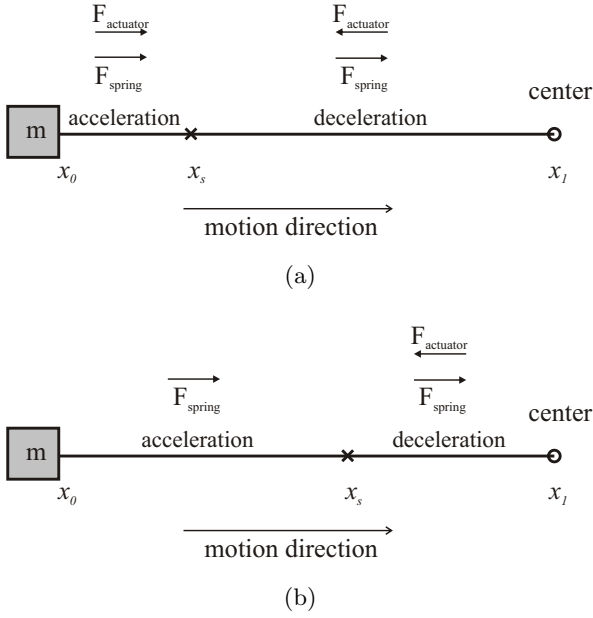 F_actuator F_actuator
F_spring F_spring
center
m acceleration deceleration
x_0 x_s x_1
motion direction
(a)
F_actuator
F_spring F_spring
center
m acceleration deceleration
x_0 x_s x_1
motion direction
(b)